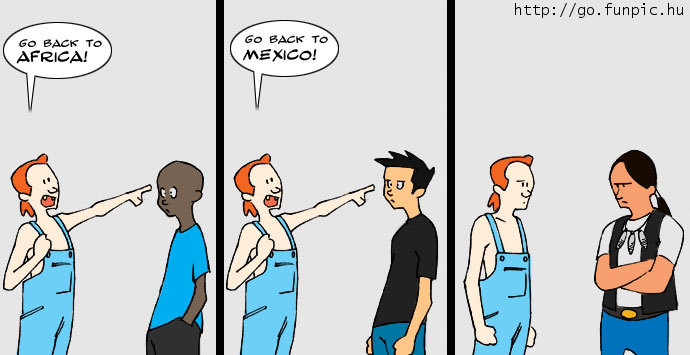 http://go.funpic.hu
GO BACK TO
AFRICA!
GO BACK TO
MEXICO!